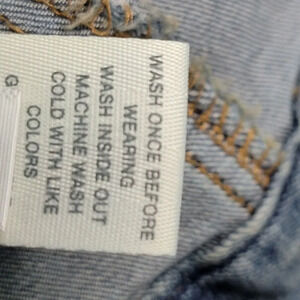 WASH ONCE BEFORE
WEARING
WASH INSIDE OUT
MACHINE WASH
COLD WITH LIKE
COLORS
G